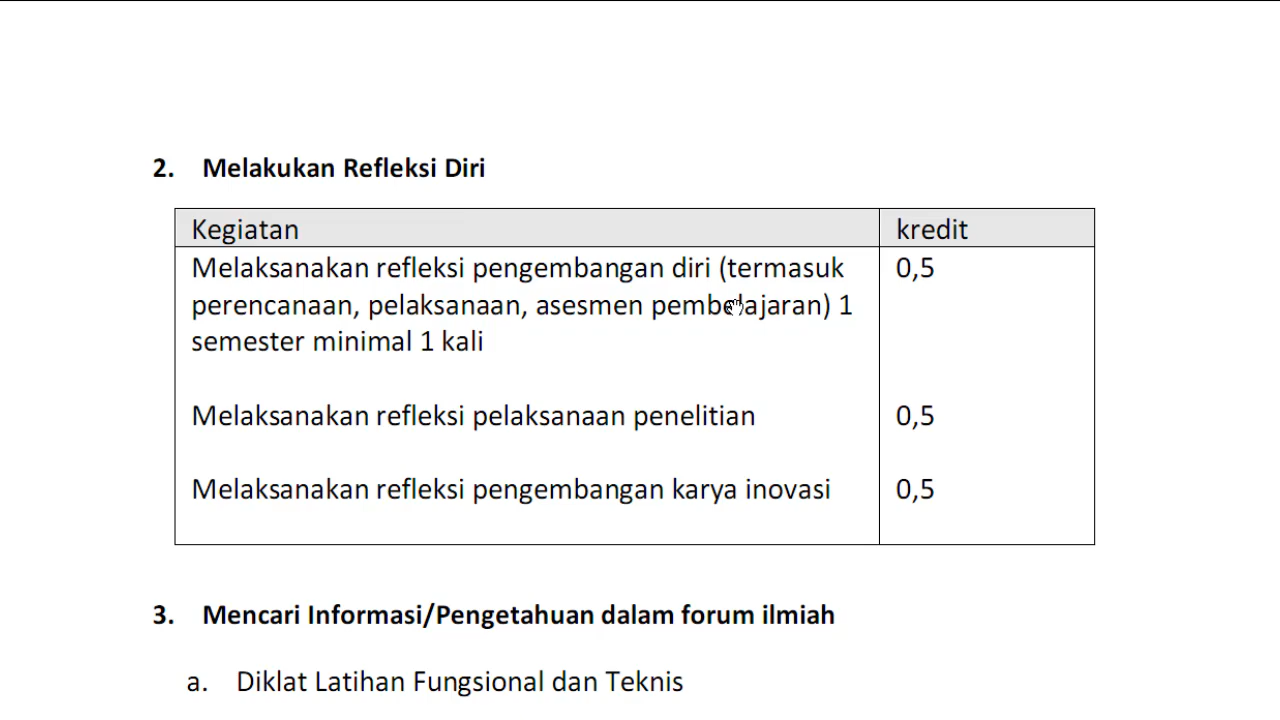 2. Melakukan Refleksi Diri
Kegiatan kredit
Melaksanakan refleksi pengembangan diri (termasuk 0,5
perencanaan, pelaksanaan, asesmen pembelajaran) 1
semester minimal 1 kali
Melaksanakan refleksi pelaksanaan penelitian 0,5
Melaksanakan refleksi pengembangan karya inovasi 0,5
3. Mencari Informasi/Pengetahuan dalam forum ilmiah
a. Diklat Latihan Fungsional dan Teknis